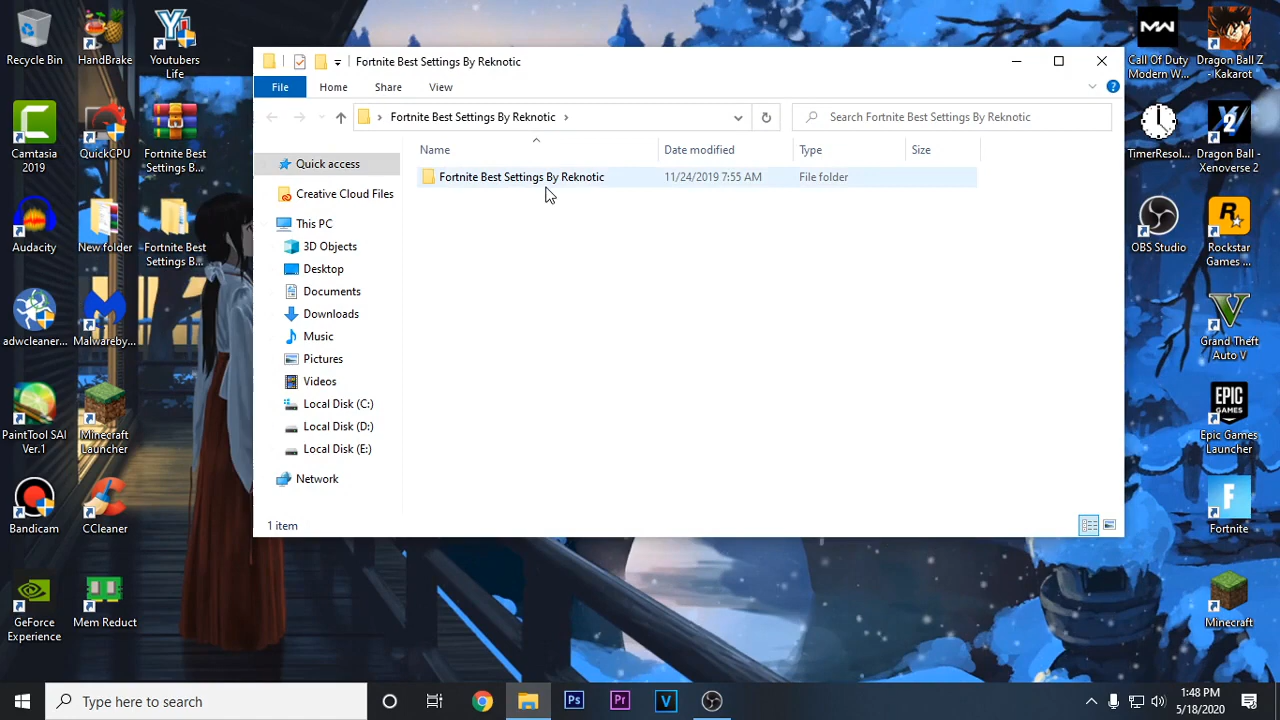 Recycle Bin
HandBrake
Youtubers
Life
Camtasia
2019
QuickCPU
Fortnite Best
Settings B...
Audacity
New folder
Fortnite Best
Settings B...
adwcleaner...
Malwareby...
PaintTool SAI
Ver.1
Minecraft
Launcher
Bandicam
CCleaner
GeForce
Experience
Mem Reduct
Fortnite Best Settings By Reknotic
File
Home
Share
View
Fortnite Best Settings By Reknotic
Search Fortnite Best Settings By Reknotic
Name
Date modified
Type
Size
Fortnite Best Settings By Reknotic
11/24/2019 7:55 AM
File folder
Quick access
Creative Cloud Files
This PC
3D Objects
Desktop
Documents
Downloads
Music
Pictures
Videos
Local Disk (C:)
Local Disk (D:)
Local Disk (E:)
Network
1 item
MW
Call Of Duty
Modern W...
Dragon Ball Z
- Kakarot
TimerResol...
Dragon Ball -
Xenoverse 2
OBS Studio
Rockstar
Games ...
Grand Theft
Auto V
EPIC
GAMES
Epic Games
Launcher
Fortnite
Minecraft
Type here to search
Ps
Pr
V
1:48 PM
5/18/2020